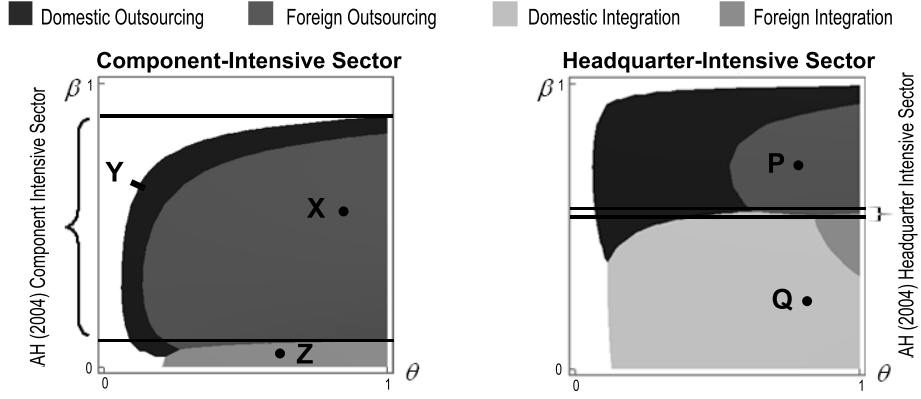 Domestic Outsourcing Foreign Outsourcing Domestic Integration Foreign Integration
Component-Intensive Sector
β 1
AH (2004) Component Intensive Sector
Y
X
Z
0
0 1 θ
Headquarter-Intensive Sector
β 1
P
Q
AH (2004) Headquarter Intensive Sector
0
0 1 θ